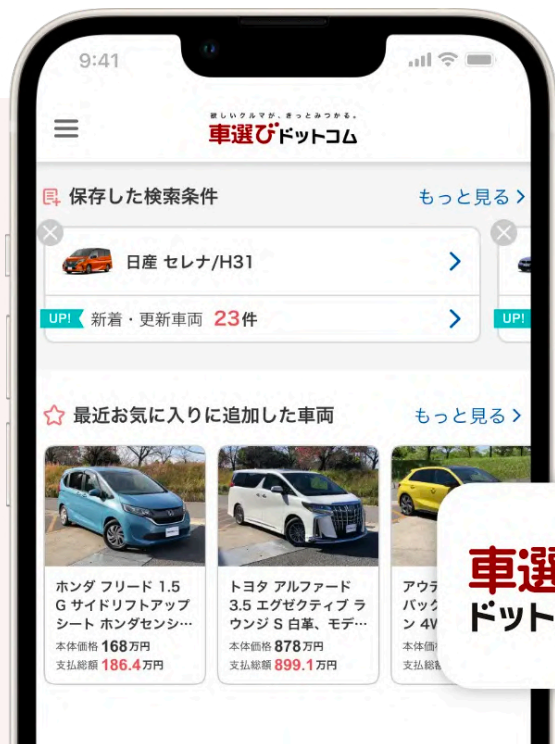 9:41
欲しいクルマが、きっとみつかる。
車選びドットコム
保存した検索条件
もっと見る
日産 セレナ/H31
UP!
新着・更新車両 23件
UP!
最近お気に入りに追加した車両
もっと見る
ホンダ フリード 1.5
G サイドリフトアップ
シート ホンダセンシ…
本体価格 168万円
支払総額 186.4万円
トヨタ アルファード
3.5 エグゼクティブ ラ
ウンジ S 白革、モデ…
本体価格 878万円
支払総額 899.1万円
アウデ
バック
ン 4W
本体価
支払総額
車選
ドット